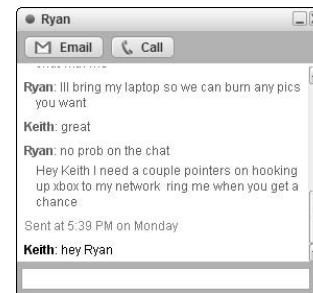 Ryan
Email
Call
Ryan: Ill bring my laptop so we can burn any pics
you want
Keith: great
Ryan: no prob on the chat
Hey Keith I need a couple pointers on hooking
up xbox to my network ring me when you get a
chance
Sent at 5:39 PM on Monday
Keith: hey Ryan